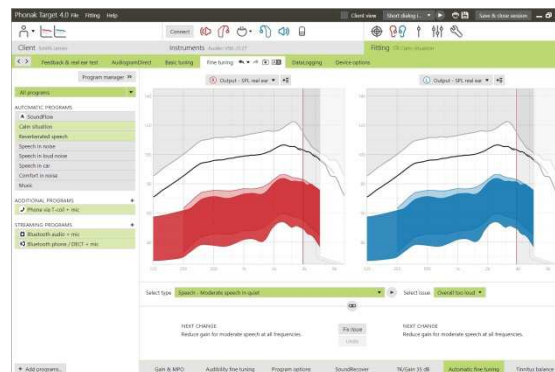 Phonak Target 4.0 File Fitting Help
Client view
Save & close session
Connect
Client
Instruments
Fitting
Calm situation
Feedback & real ear test AudiogramDirect Basic tuning Fine tuning DataLogging Device options
Program manager
All programs
Output - SPL real ear
Output - SPL real ear
AUTOMATIC PROGRAMS
SoundFlow
Calm situation
Reverberated speech
Speech in noise
Speech in loud noise
Speech in car
Comfort in noise
Music
ADDITIONAL PROGRAMS
Phone via T-coil + mic
STREAMING PROGRAMS
Bluetooth audio + mic
Bluetooth phone / DECT + mic
Select type Speech - Moderate speech in quiet Select issue Overall too loud
NEXT CHANGE
Reduce gain for moderate speech at all frequencies.
Fix issue
Undo
NEXT CHANGE
Reduce gain for moderate speech at all frequencies.
+ Add programs...
Gain & MPO Audibility fine tuning Program options SoundRecover TK/Gain 35 dB Automatic fine tuning Tinnitus balance